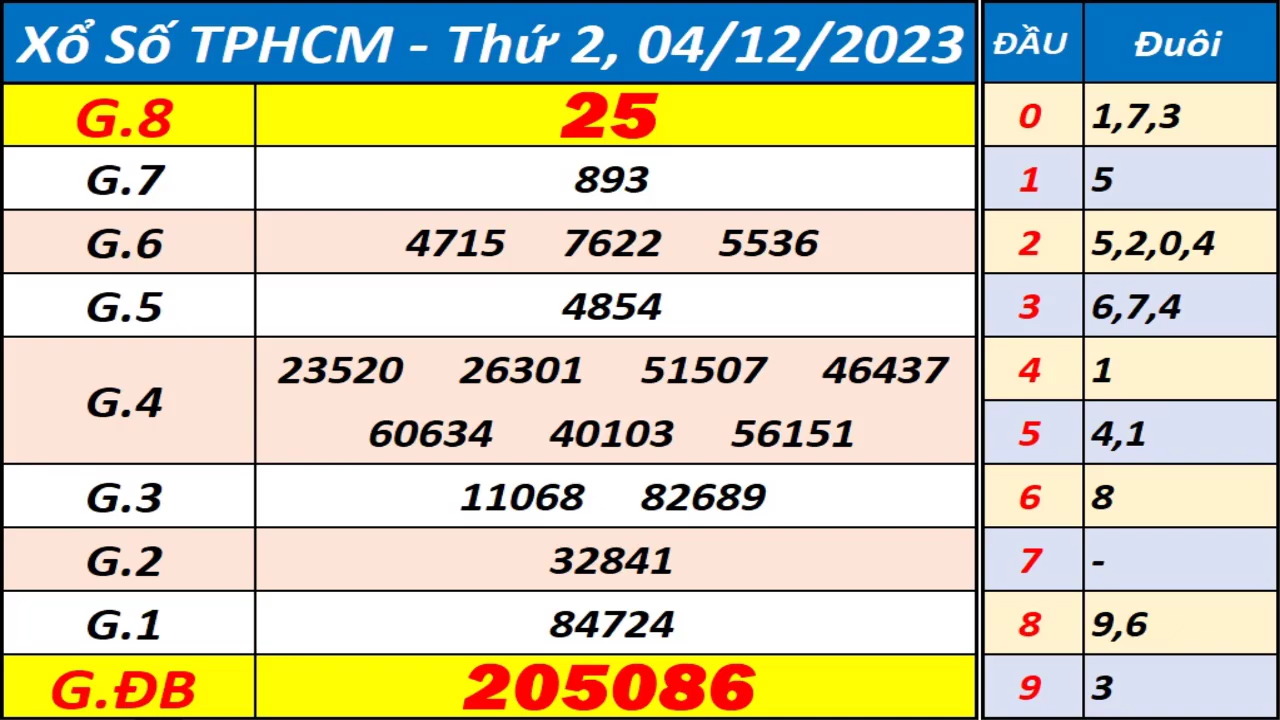 Xổ Số TPHCM - Thứ 2, 04/12/2023
G.8 25
G.7 893
G.6 4715 7622 5536
G.5 4854
G.4 23520 26301 51507 46437
60634 40103 56151
G.3 11068 82689
G.2 32841
G.1 84724
G.ĐB 205086
ĐẦU Đuôi
0 1,7,3
1 5
2 5,2,0,4
3 6,7,4
4 1
5 4,1
6 8
7 -
8 9,6
9 3